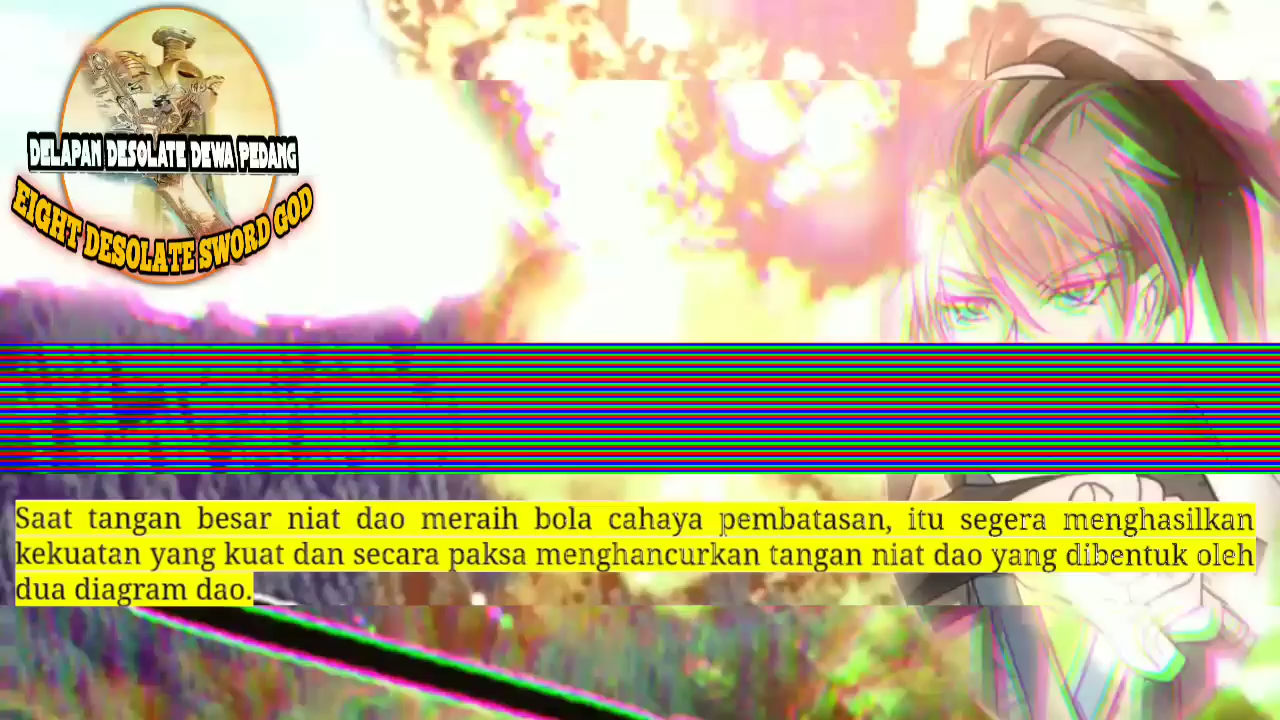 DELAPAN DESOLATE DEWA PEDANG
EIGHT DESOLATE SWORD GOD
Saat tangan besar niat dao meraih bola cahaya pembatasan, itu segera menghasilkan
kekuatan yang kuat dan secara paksa menghancurkan tangan niat dao yang dibentuk oleh
dua diagram dao.